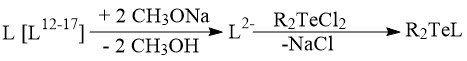 L [L¹²⁻¹⁷] + 2 CH₃ONa - 2 CH₃OH L²⁻ R₂TeCl₂ -NaCl R₂TeL